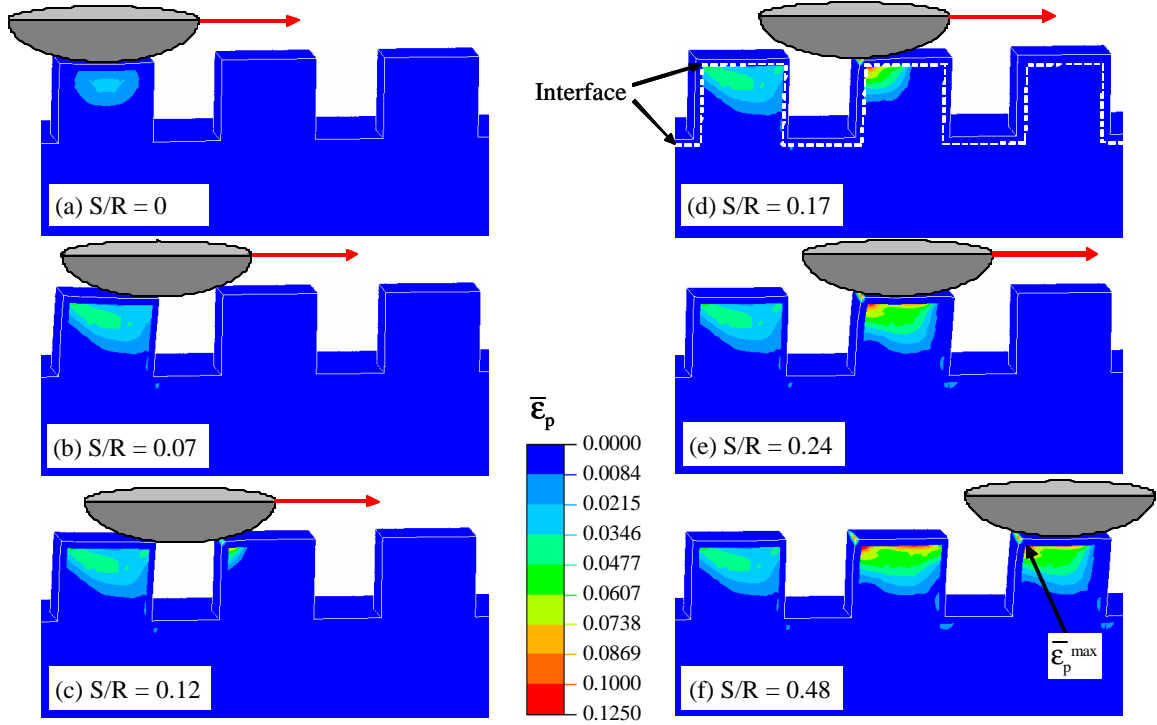 (a) S/R = 0
Interface
(d) S/R = 0.17
(b) S/R = 0.07
(e) S/R = 0.24
ε̅p
0.0000
0.0084
0.0215
0.0346
0.0477
0.0607
0.0738
0.0869
0.1000
0.1250
(c) S/R = 0.12
ε̅p max
(f) S/R = 0.48